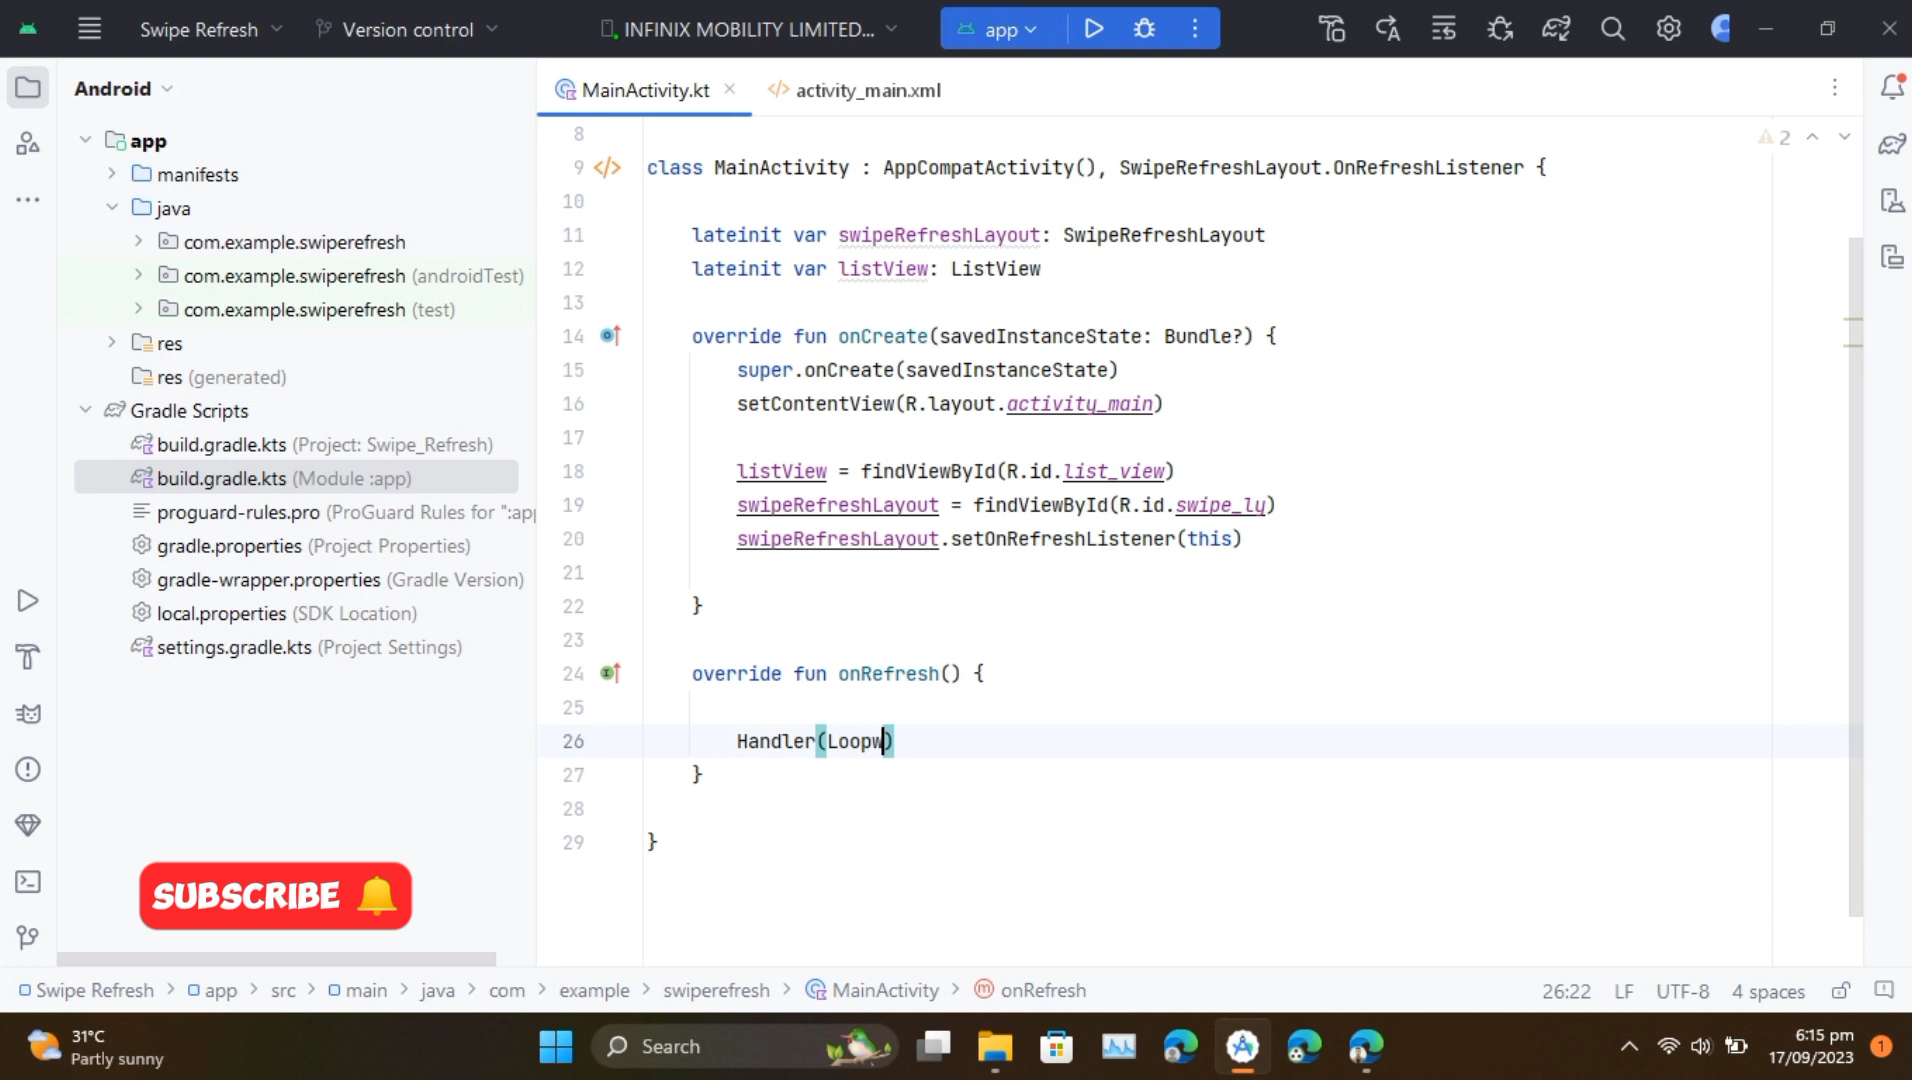 Swipe Refresh
Version control
INFINIX MOBILITY LIMITED...
app
Android
MainActivity.kt
activity_main.xml
app
manifests
java
com.example.swiperefresh
com.example.swiperefresh (androidTest)
com.example.swiperefresh (test)
res
res (generated)
Gradle Scripts
build.gradle.kts (Project: Swipe_Refresh)
build.gradle.kts (Module :app)
proguard-rules.pro (ProGuard Rules for ":app
gradle.properties (Project Properties)
gradle-wrapper.properties (Gradle Version)
local.properties (SDK Location)
settings.gradle.kts (Project Settings)
SUBSCRIBE
2
8
9 class MainActivity : AppCompatActivity(), SwipeRefreshLayout.OnRefreshListener {
10
11 lateinit var swipeRefreshLayout: SwipeRefreshLayout
12 lateinit var listView: ListView
13
14 override fun onCreate(savedInstanceState: Bundle?) {
15 super.onCreate(savedInstanceState)
16 setContentView(R.layout.activity_main)
17
18 listView = findViewById(R.id.list_view)
19 swipeRefreshLayout = findViewById(R.id.swipe_ly)
20 swipeRefreshLayout.setOnRefreshListener(this)
21
22 }
23
24 override fun onRefresh() {
25
26 Handler(Loopw)
27 }
28
29 }
Swipe Refresh > app > src > main > java > com > example > swiperefresh > MainActivity > onRefresh
26:22 LF UTF-8 4 spaces
31°C
Partly sunny
Search
6:15 pm
17/09/2023
1